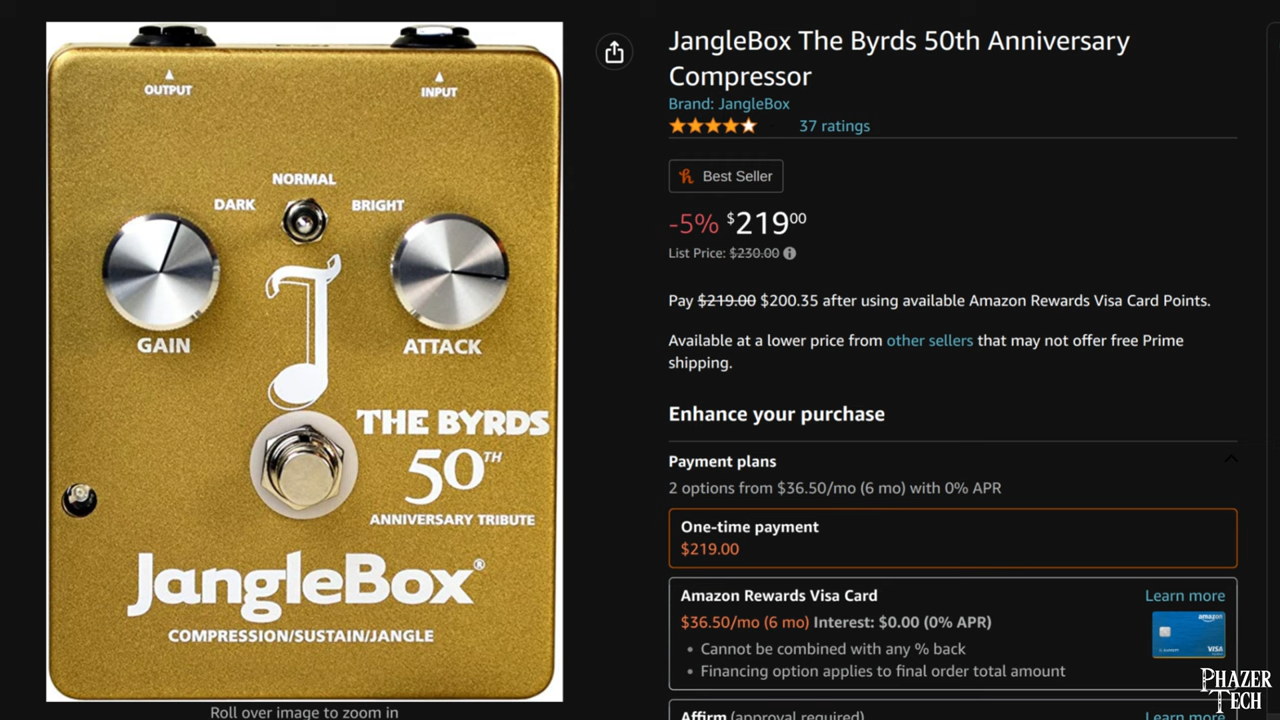 OUTPUT
INPUT
NORMAL
DARK
BRIGHT
GAIN
ATTACK
THE BYRDS
50TH
ANNIVERSARY TRIBUTE
JangleBox®
COMPRESSION/SUSTAIN/JANGLE
Roll over image to zoom in
JangleBox The Byrds 50th Anniversary
Compressor
Brand: JangleBox
37 ratings
Best Seller
-5% $21900
List Price: $230.00
Pay $219.00 $200.35 after using available Amazon Rewards Visa Card Points.
Available at a lower price from other sellers that may not offer free Prime
shipping.
Enhance your purchase
Payment plans
2 options from $36.50/mo (6 mo) with 0% APR
One-time payment
$219.00
Amazon Rewards Visa Card
Learn more
$36.50/mo (6 mo) Interest: $0.00 (0% APR)
amazon
VISA
• Cannot be combined with any % back
• Financing option applies to final order total amount
Affirm (approval required)
Learn more
PHAZER
TECH